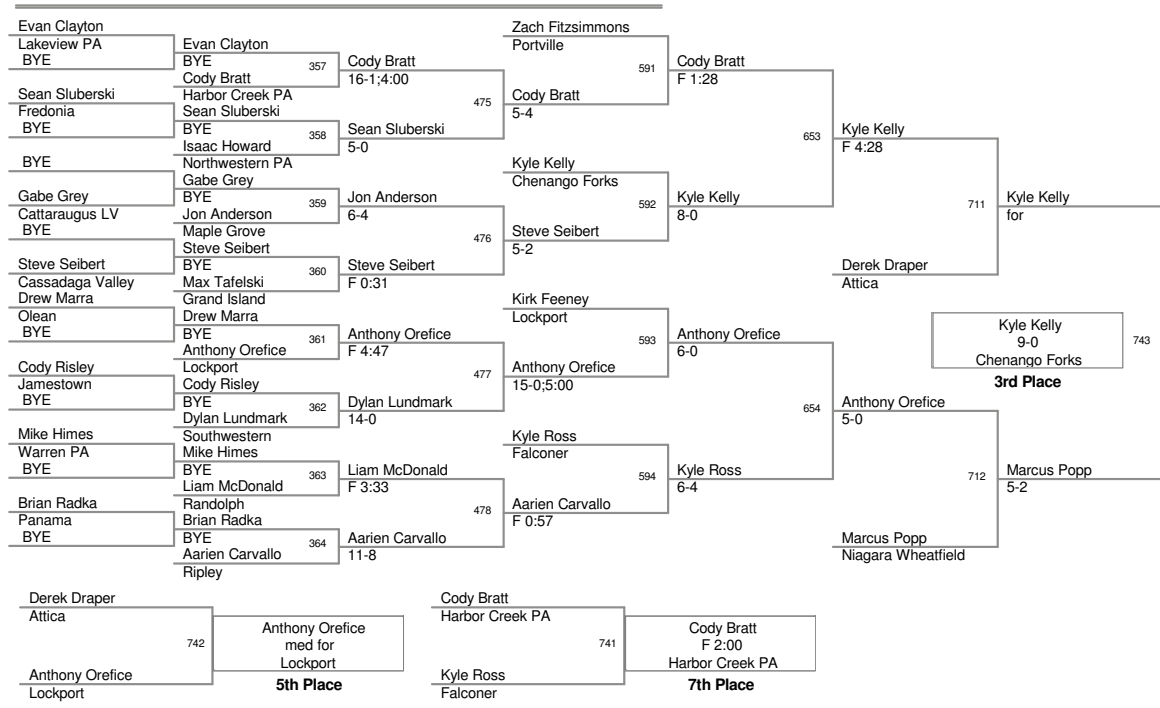 Evan Clayton
Lakeview PA
BYE
Sean Sluberski
Fredonia
BYE
BYE
Gabe Grey
Cattaraugus LV
BYE
Steve Seibert
Cassadaga Valley
Drew Marra
Olean
BYE
Cody Risley
Jamestown
BYE
Mike Himes
Warren PA
BYE
Brian Radka
Panama
BYE
Evan Clayton
BYE
357
Cody Bratt
Harbor Creek PA
Sean Sluberski
BYE
358
Isaac Howard
Northwestern PA
Gabe Grey
BYE
359
Jon Anderson
Maple Grove
Steve Seibert
BYE
360
Max Tafelski
Grand Island
Drew Marra
BYE
361
Anthony Orefice
Lockport
Cody Risley
BYE
362
Dylan Lundmark
Southwestern
Mike Himes
BYE
363
Liam McDonald
Randolph
Brian Radka
BYE
364
Aarien Carvallo
Ripley
Cody Bratt
16-1;4:00
475
Sean Sluberski
5-0
Jon Anderson
6-4
476
Steve Seibert
F 0:31
Anthony Orefice
F 4:47
477
Dylan Lundmark
14-0
Liam McDonald
F 3:33
478
Aarien Carvallo
11-8
Zach Fitzsimmons
Portville
591
Cody Bratt
5-4
Kyle Kelly
Chenango Forks
592
Steve Seibert
5-2
Kirk Feeney
Lockport
593
Anthony Orefice
15-0;5:00
Kyle Ross
Falconer
594
Aarien Carvallo
F 0:57
Cody Bratt
F 1:28
653
Kyle Kelly
8-0
Anthony Orefice
6-0
654
Kyle Ross
6-4
Kyle Kelly
F 4:28
711
Derek Draper
Attica
Anthony Orefice
5-0
712
Marcus Popp
Niagara Wheatfield
Kyle Kelly
for
Marcus Popp
5-2
Kyle Kelly
9-0
Chenango Forks
743
3rd Place
Derek Draper
Attica
742
Anthony Orefice
Lockport
Anthony Orefice
med for
Lockport
5th Place
Cody Bratt
Harbor Creek PA
741
Kyle Ross
Falconer
Cody Bratt
F 2:00
Harbor Creek PA
7th Place